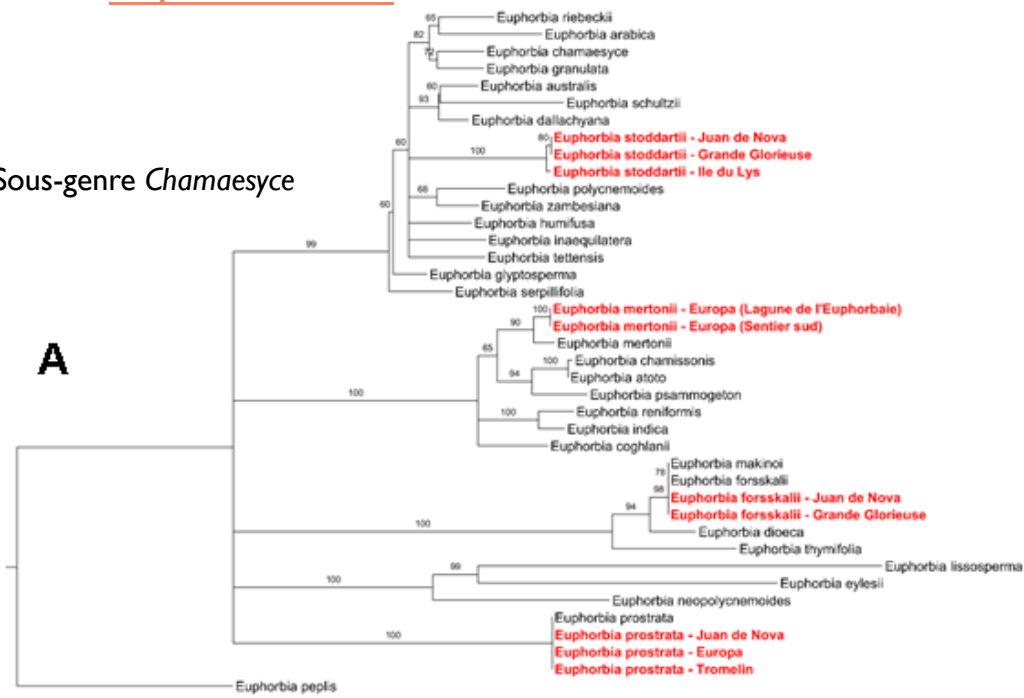 65
Euphorbia riebeckii
82
Euphorbia arabica
72
Euphorbia chamaesyce
Euphorbia granulata
60
Euphorbia australis
93
Euphorbia schultzii
Euphorbia dallachyana
60
80
Euphorbia stoddartii - Juan de Nova
100
Euphorbia stoddartii - Grande Glorieuse
Euphorbia stoddartii - Ile du Lys
Sous-genre Chamaesyce
68
Euphorbia polycnemoides
60
Euphorbia zambesiana
Euphorbia humifusa
99
Euphorbia inaequilatera
Euphorbia tettensis
Euphorbia glyptosperma
Euphorbia serpillifolia
100
Euphorbia mertonii - Europa (Lagune de l'Euphorbaie)
90
Euphorbia mertonii - Europa (Sentier sud)
65
Euphorbia mertonii
A
100
Euphorbia chamissonis
94
Euphorbia atoto
100
Euphorbia psammogeton
100
Euphorbia reniformis
Euphorbia indica
Euphorbia coghlanii
Euphorbia makinoi
78
Euphorbia forsskalii
98
Euphorbia forsskalii - Juan de Nova
94
Euphorbia forsskalii - Grande Glorieuse
100
Euphorbia dioeca
Euphorbia thymifolia
99
Euphorbia lissosperma
100
Euphorbia eylesii
Euphorbia neopolycnemoides
Euphorbia prostrata
100
Euphorbia prostrata - Juan de Nova
Euphorbia prostrata - Europa
Euphorbia prostrata - Tromelin
Euphorbia peplis